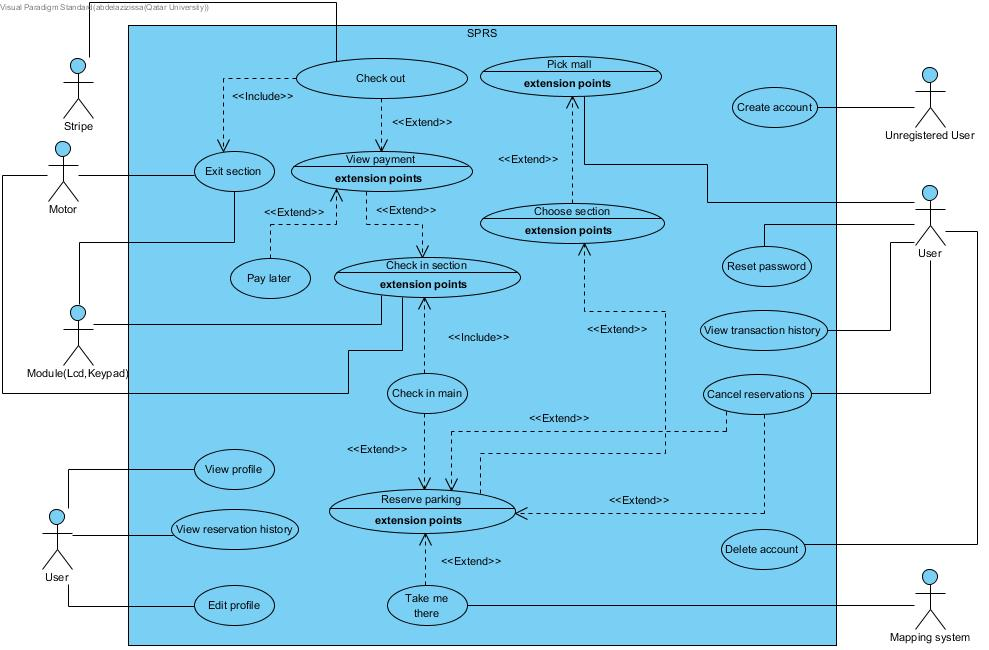 Visual Paradigm Standard(abdelazizissa(Qatar University))
SPRS
Check out
Pick mall
extension points
Create account
Stripe
Unregistered User
<<Include>>
<<Extend>>
View payment
extension points
<<Extend>>
Exit section
Motor
<<Extend>>
<<Extend>>
Choose section
extension points
User
Pay later
Check in section
extension points
Reset password
Module(Lcd,Keypad)
<<Include>>
<<Extend>>
View transaction history
Check in main
Cancel reservations
<<Extend>>
<<Extend>>
View profile
Reserve parking
extension points
<<Extend>>
View reservation history
User
<<Extend>>
Delete account
Edit profile
Take me
there
Mapping system